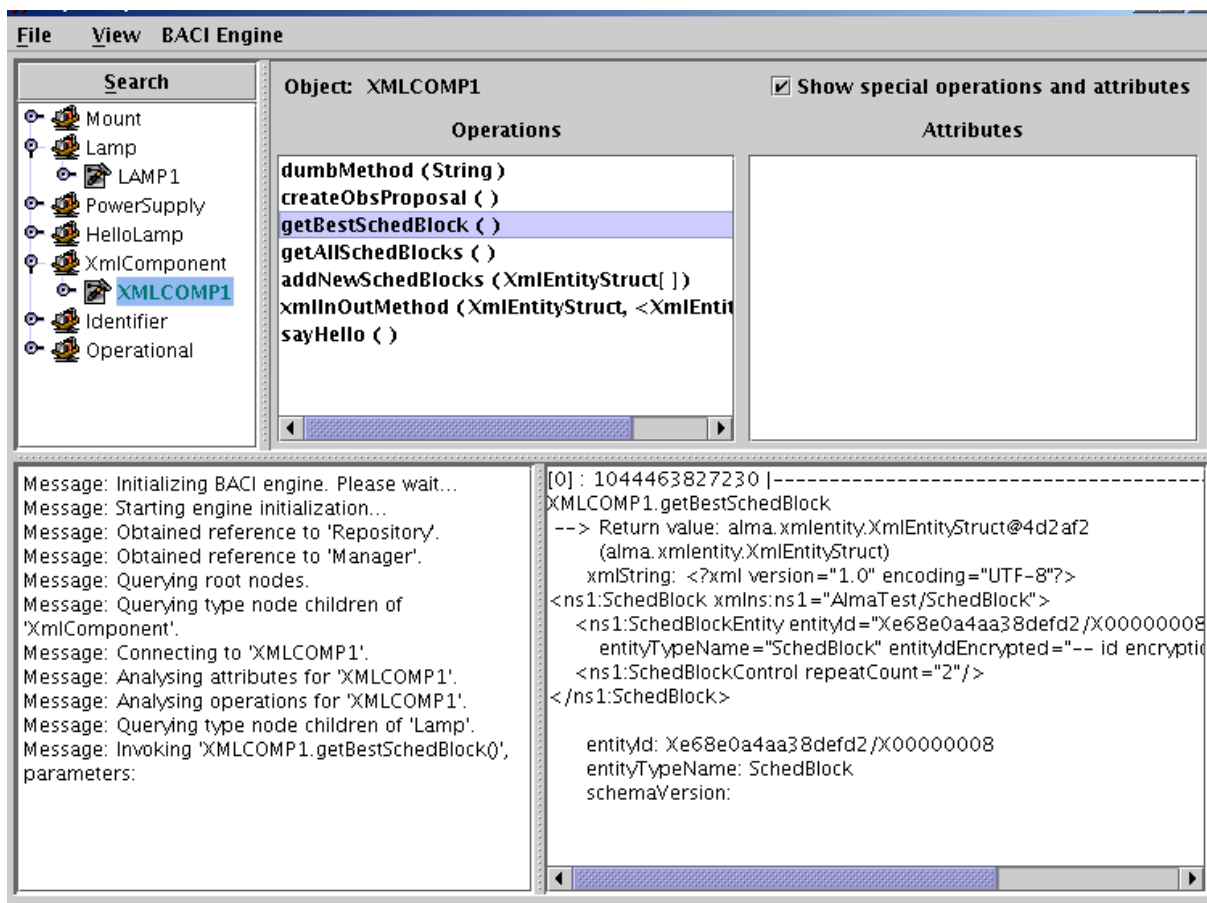 File View BACI Engine
Search
Mount
Lamp
LAMP1
PowerSupply
HelloLamp
XmlComponent
XMLCOMP1
Identifier
Operational
Object: XMLCOMP1
Show special operations and attributes
Operations
Attributes
dumbMethod (String)
createObsProposal ( )
getBestSchedBlock ( )
getAllSchedBlocks ( )
addNewSchedBlocks (XmlEntityStruct[ ])
xmlInOutMethod (XmlEntityStruct, <XmlEntit
sayHello ( )
Message: Initializing BACI engine. Please wait...
Message: Starting engine initialization...
Message: Obtained reference to 'Repository'.
Message: Obtained reference to 'Manager'.
Message: Querying root nodes.
Message: Querying type node children of
'XmlComponent'.
Message: Connecting to 'XMLCOMP1'.
Message: Analysing attributes for 'XMLCOMP1'.
Message: Analysing operations for 'XMLCOMP1'.
Message: Querying type node children of 'Lamp'.
Message: Invoking 'XMLCOMP1.getBestSchedBlock()',
parameters:
[0] : 1044463827230 |----------------------------------------
XMLCOMP1.getBestSchedBlock
--> Return value: alma.xmlentity.XmlEntityStruct@4d2af2
(alma.xmlentity.XmlEntityStruct)
xmlString: <?xml version="1.0" encoding="UTF-8"?>
<ns1:SchedBlock xmlns:ns1="AlmaTest/SchedBlock">
<ns1:SchedBlockEntity entityId="Xe68e0a4aa38defd2/X00000008
entityTypeName="SchedBlock" entityIdEncrypted="-- id encryptic
<ns1:SchedBlockControl repeatCount="2"/>
</ns1:SchedBlock>
entityId: Xe68e0a4aa38defd2/X00000008
entityTypeName: SchedBlock
schemaVersion: